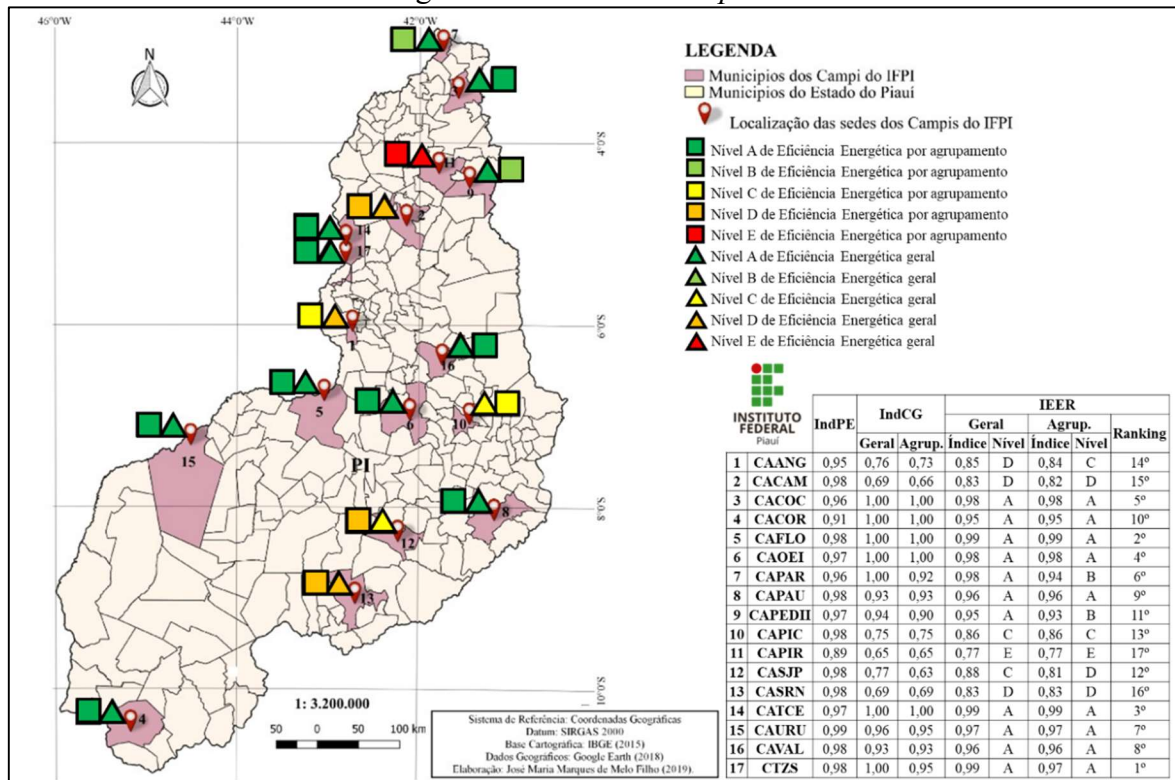 46°0'W 44°0'W 42°0'W
N
4°0'S
6°0'S
8°0'S
10°0'S
7
11
9
2
14
17
1
16
5
6
10
15
PI
8
12
13
4
1: 3.200.000
50 0 50 100 km
Sistema de Referência: Coordenadas Geográficas
Datum: SIRGAS 2000
Base Cartográfica: IBGE (2015)
Dados Geográficos: Google Earth (2018)
Elaboração: José Maria Marques de Melo Filho (2019).
LEGENDA
Municípios dos Campi do IFPI
Municípios do Estado do Piauí
Localização das sedes dos Campis do IFPI
Nível A de Eficiência Energética por agrupamento
Nível B de Eficiência Energética por agrupamento
Nível C de Eficiência Energética por agrupamento
Nível D de Eficiência Energética por agrupamento
Nível E de Eficiência Energética por agrupamento
Nível A de Eficiência Energética geral
Nível B de Eficiência Energética geral
Nível C de Eficiência Energética geral
Nível D de Eficiência Energética geral
Nível E de Eficiência Energética geral
INSTITUTO
FEDERAL
Piauí
IndPE IndCG IEER Ranking
Geral Agrup.
Geral Agrup. Índice Nível Índice Nível
1 CAANG 0,95 0,76 0,73 0,85 D 0,84 C 14º
2 CACAM 0,98 0,69 0,66 0,83 D 0,82 D 15º
3 CACOC 0,96 1,00 1,00 0,98 A 0,98 A 5º
4 CACOR 0,91 1,00 1,00 0,95 A 0,95 A 10º
5 CAFLO 0,98 1,00 1,00 0,99 A 0,99 A 2º
6 CAOEI 0,97 1,00 1,00 0,98 A 0,98 A 4º
7 CAPAR 0,96 1,00 0,92 0,98 A 0,94 B 6º
8 CAPAU 0,98 0,93 0,93 0,96 A 0,96 A 9º
9 CAPEDII 0,97 0,94 0,90 0,95 A 0,93 B 11º
10 CAPIC 0,98 0,75 0,75 0,86 C 0,86 C 13º
11 CAPIR 0,89 0,65 0,65 0,77 E 0,77 E 17º
12 CASJP 0,98 0,77 0,63 0,88 C 0,81 D 12º
13 CASRN 0,98 0,69 0,69 0,83 D 0,83 D 16º
14 CATCE 0,97 1,00 1,00 0,99 A 0,99 A 3º
15 CAURU 0,99 0,96 0,95 0,97 A 0,97 A 7º
16 CAVAL 0,98 0,93 0,93 0,96 A 0,96 A 8º
17 CTZS 0,98 1,00 0,95 0,99 A 0,97 A 1º